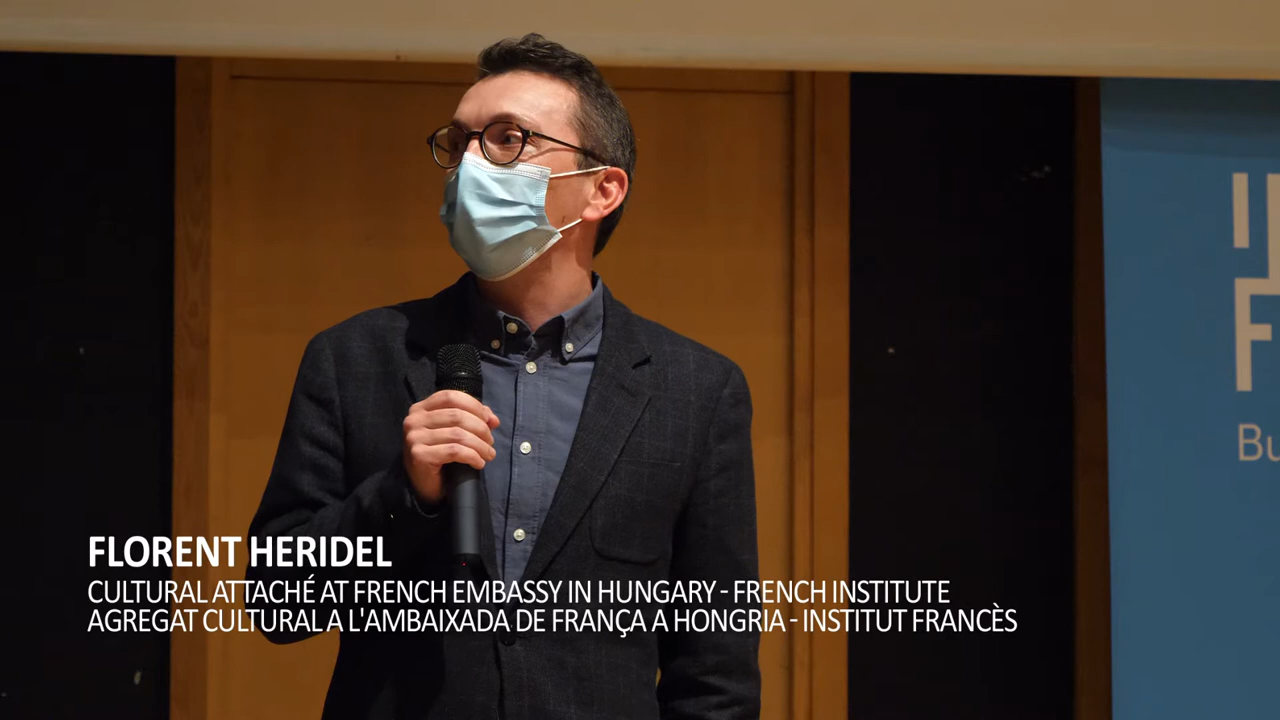 FLORENT HERIDEL
CULTURAL ATTACHÉ AT FRENCH EMBASSY IN HUNGARY - FRENCH INSTITUTE
AGREGAT CULTURAL A L'AMBAIXADA DE FRANÇA A HONGRIA - INSTITUT FRANCÈS